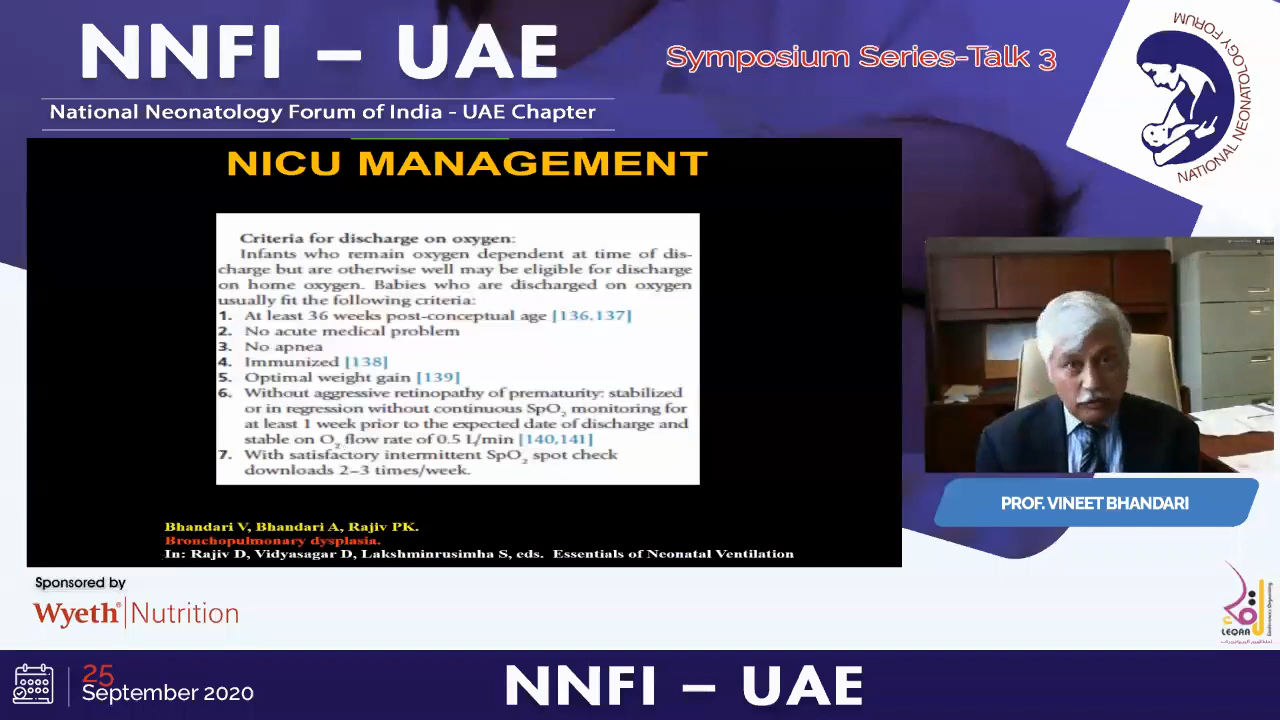 NNFI – UAE
National Neonatology Forum of India - UAE Chapter
Symposium Series-Talk 3
NATIONAL NEONATOLOGY FORUM
NICU MANAGEMENT
Criteria for discharge on oxygen:
Infants who remain oxygen dependent at time of dis-
charge but are otherwise well may be eligible for discharge
on home oxygen. Babies who are discharged on oxygen
usually fit the following criteria:
1. At least 36 weeks post-conceptual age [136,137]
2. No acute medical problem
3. No apnea
4. Immunized [138]
5. Optimal weight gain [139]
6. Without aggressive retinopathy of prematurity: stabilized
or in regression without continuous SpO₂ monitoring for
at least 1 week prior to the expected date of discharge and
stable on O₂ flow rate of 0.5 L/min [140,141]
7. With satisfactory intermittent SpO₂ spot check
downloads 2–3 times/week.
Bhandari V, Bhandari A, Rajiv PK.
Bronchopulmonary dysplasia.
In: Rajiv D, Vidyasagar D, Lakshminrusimha S, eds. Essentials of Neonatal Ventilation
PROF. VINEET BHANDARI
Sponsored by
Wyeth® Nutrition
LEQAA
25
September 2020
NNFI – UAE